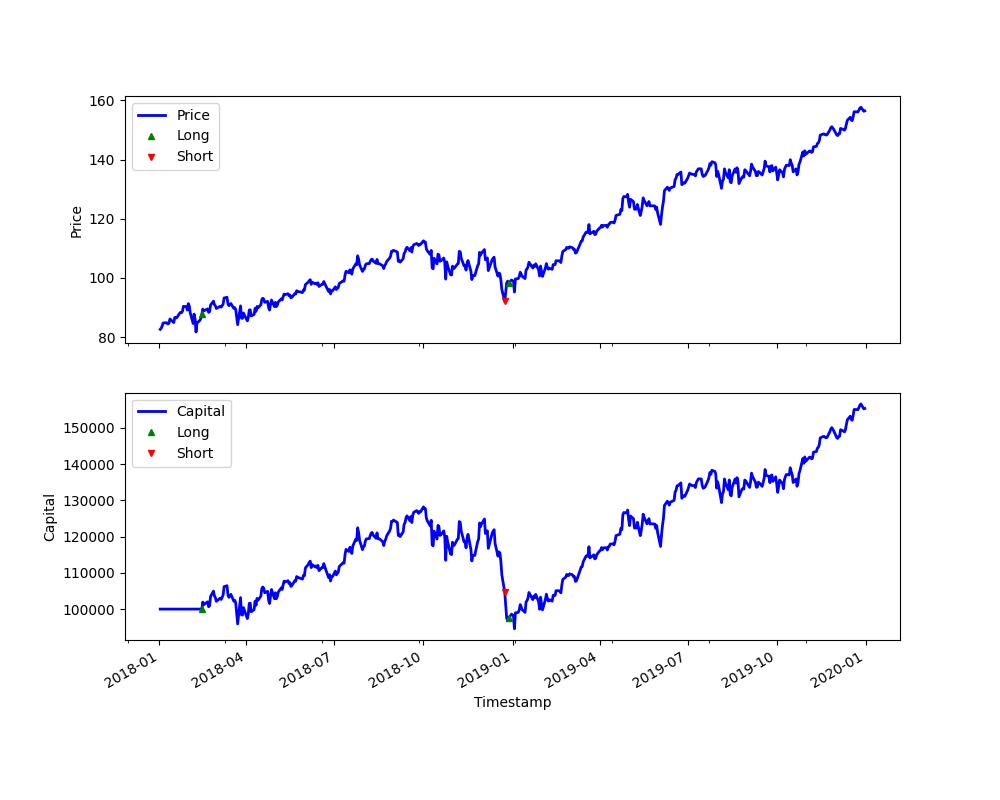 160
140
120
100
80
Price
Price
Long
Short
150000
140000
130000
120000
110000
100000
Capital
Capital
Long
Short
2018-01
2018-04
2018-07
2018-10
2019-01
2019-04
2019-07
2019-10
2020-01
Timestamp